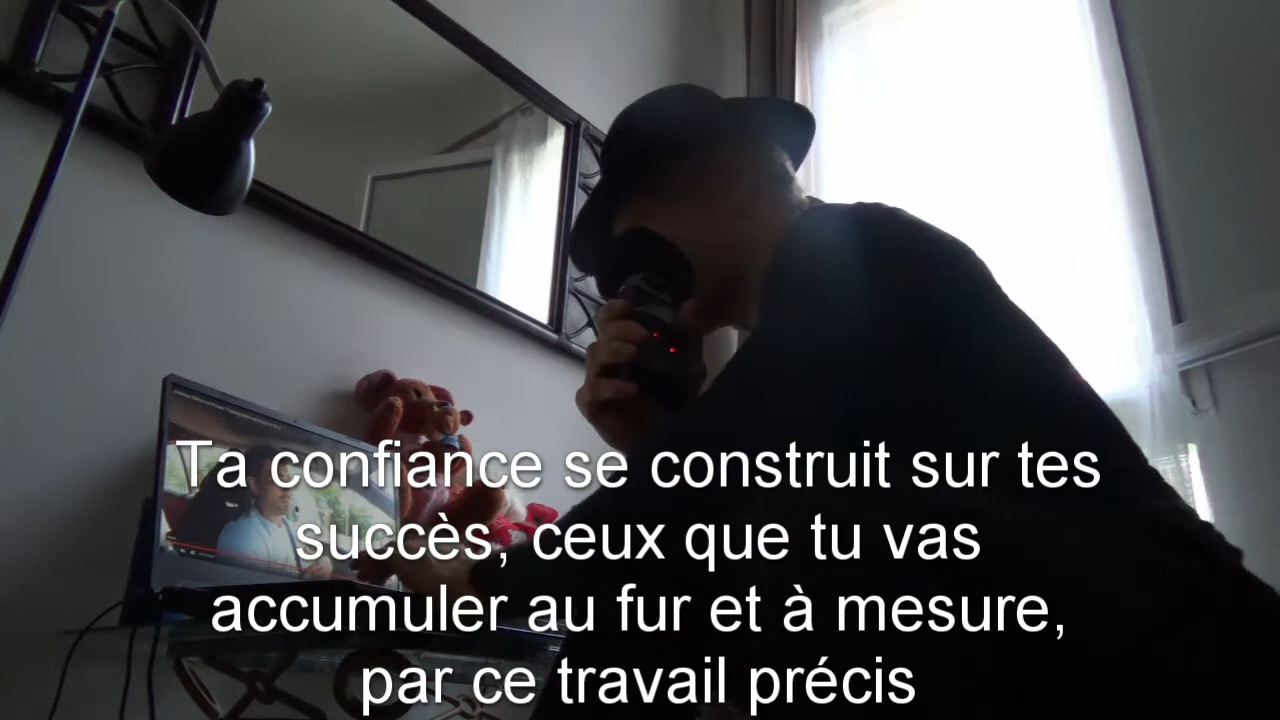 Ta confiance se construit sur tes
succès, ceux que tu vas
accumuler au fur et à mesure,
par ce travail précis